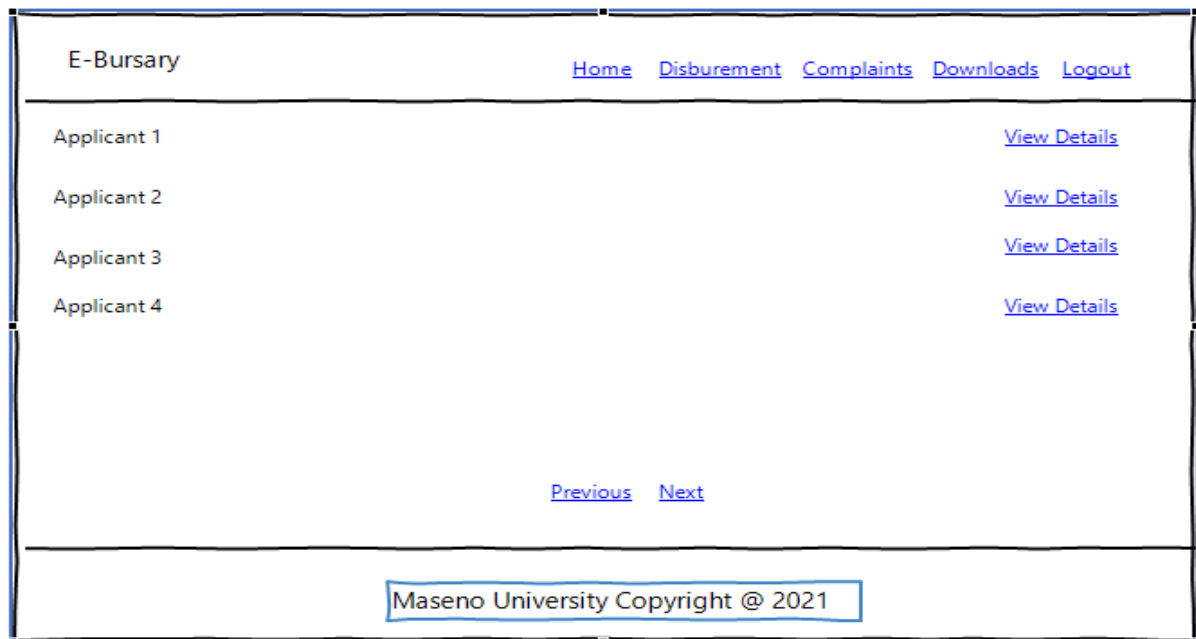 E-Bursary
Home Disburement Complaints Downloads Logout
Applicant 1 View Details
Applicant 2 View Details
Applicant 3 View Details
Applicant 4 View Details
Previous Next
Maseno University Copyright @ 2021